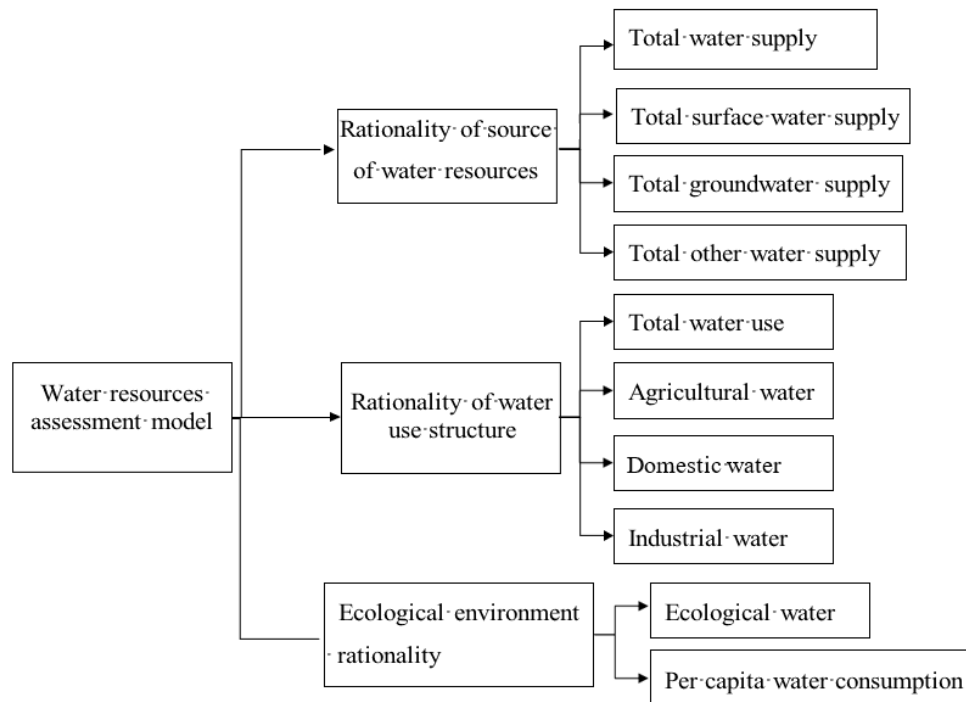 Total water supply
Rationality of source
of water resources
Total surface water supply
Total groundwater supply
Total other water supply
Water resources
assessment model
Rationality of water
use structure
Total water use
Agricultural water
Domestic water
Industrial water
Ecological environment
rationality
Ecological water
Per capita water consumption